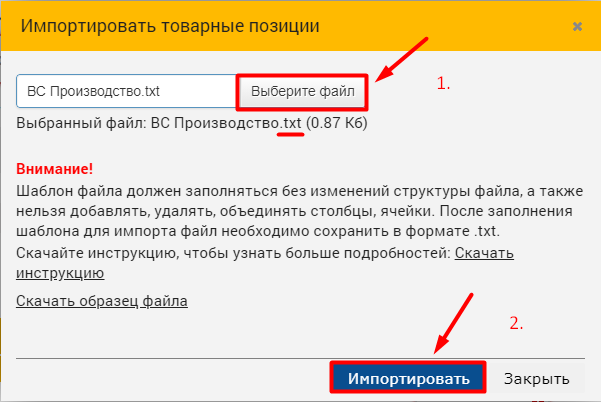 Импортировать товарные позиции
×
ВС Производство.txt Выберите файл
1.
Выбранный файл: ВС Производство.txt (0.87 Кб)
Внимание!
Шаблон файла должен заполняться без изменений структуры файла, а также
нельзя добавлять, удалять, объединять столбцы, ячейки. После заполнения
шаблона для импорта файл необходимо сохранить в формате .txt.
Скачайте инструкцию, чтобы узнать больше подробностей: Скачать
инструкцию
Скачать образец файла
2.
Импортировать Закрыть